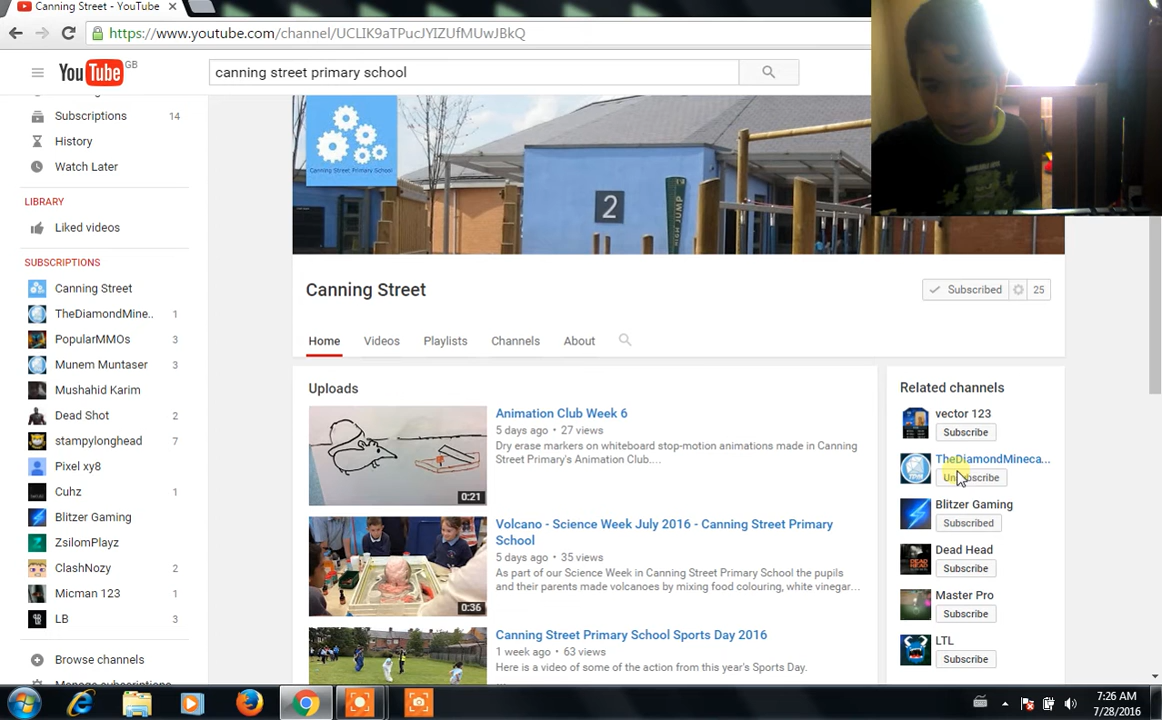 Canning Street - YouTube
https://www.youtube.com/channel/UCLIK9aTPucJYIZUfMUwJBkQ
YouTube GB
canning street primary school
Subscriptions 14
History
Watch Later
LIBRARY
Liked videos
SUBSCRIPTIONS
Canning Street
TheDiamondMine.. 1
PopularMMOs 3
Munem Muntaser 3
Mushahid Karim
Dead Shot 2
stampylonghead 7
Pixel xy8
Cuhz 1
Blitzer Gaming
ZsilomPlayz
ClashNozy 2
Micman 123 1
LB 3
Browse channels
Manage subscriptions
Canning Street Primary School
2
HIGH JUMP
Canning Street
Subscribed 25
Home Videos Playlists Channels About
Uploads
Animation Club Week 6
5 days ago • 27 views
Dry erase markers on whiteboard stop-motion animations made in Canning
Street Primary's Animation Club....
0:21
Volcano - Science Week July 2016 - Canning Street Primary
School
5 days ago • 35 views
As part of our Science Week in Canning Street Primary School the pupils
and their parents made volcanoes by mixing food colouring, white vinegar...
0:36
Canning Street Primary School Sports Day 2016
1 week ago • 63 views
Here is a video of some of the action from this year's Sports Day.
Related channels
vector 123
Subscribe
TheDiamondMineca...
Unsubscribe
Blitzer Gaming
Subscribed
Dead Head
Subscribe
Master Pro
Subscribe
LTL
Subscribe
7:26 AM
7/28/2016